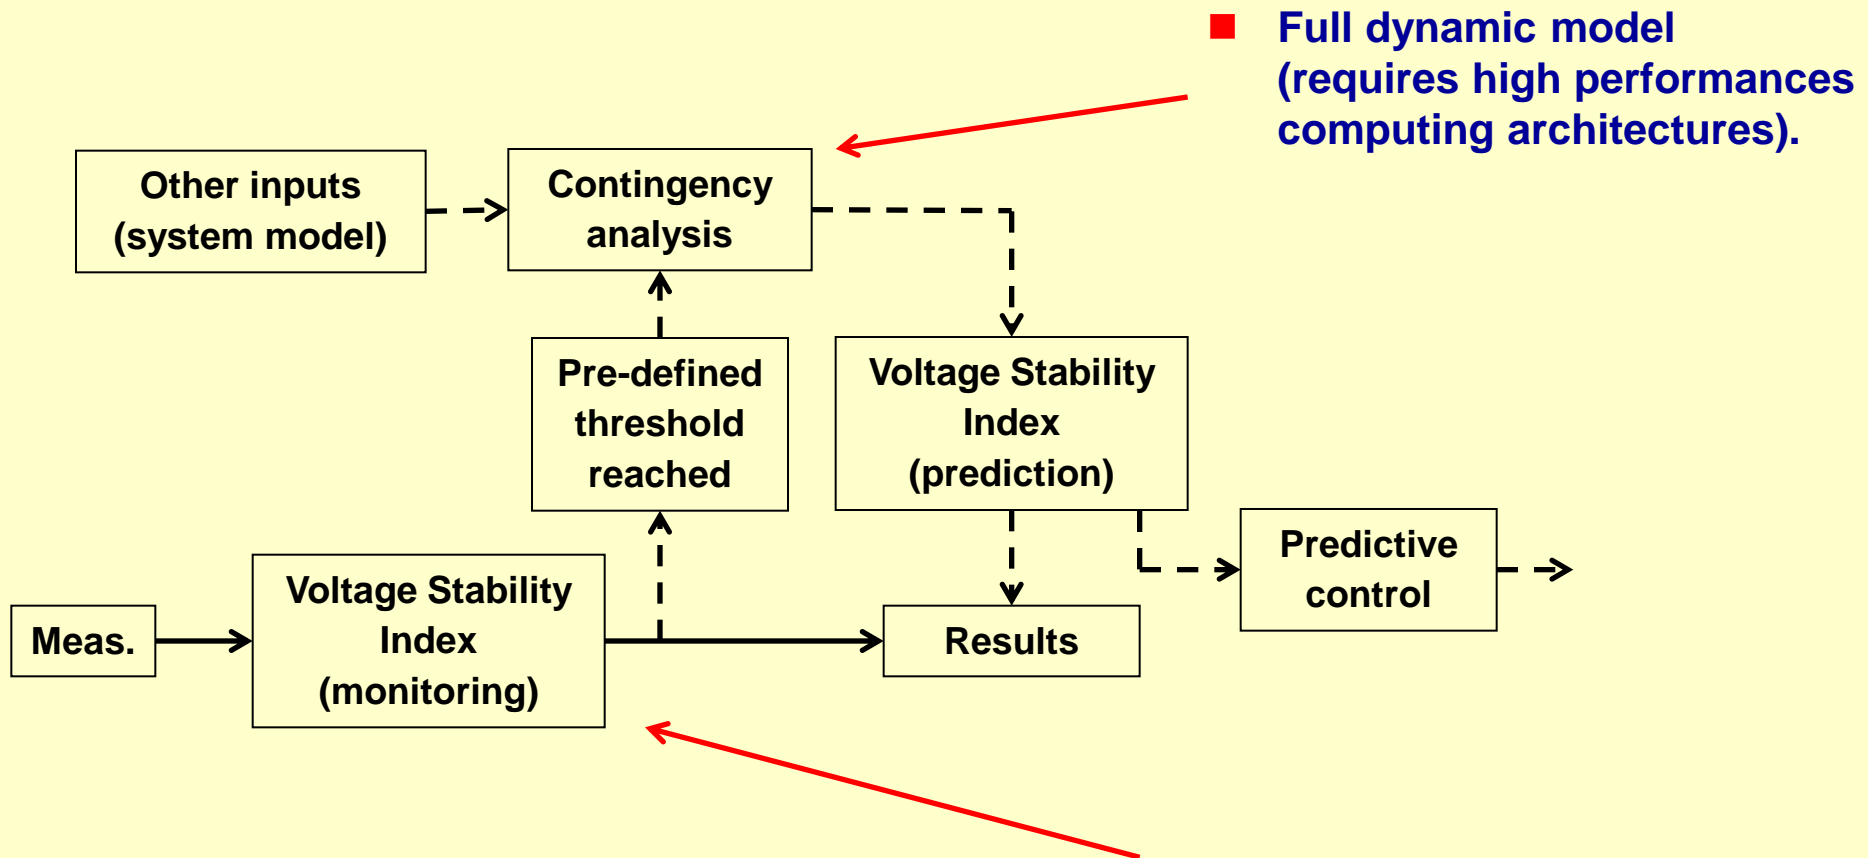 Full dynamic model
(requires high performances
computing architectures).
Other inputs
(system model)
Contingency
analysis
Pre-defined
threshold
reached
Voltage Stability
Index
(prediction)
Predictive
control
Meas.
Voltage Stability
Index
(monitoring)
Results